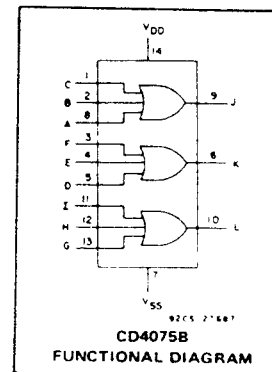 VDD
14
C 1
B 2 9 J
A 8
F 3
E 4 6 K
D 5
I 11
H 12 10 L
G 13
7
VSS
92CS-27687
CD4075B
FUNCTIONAL DIAGRAM